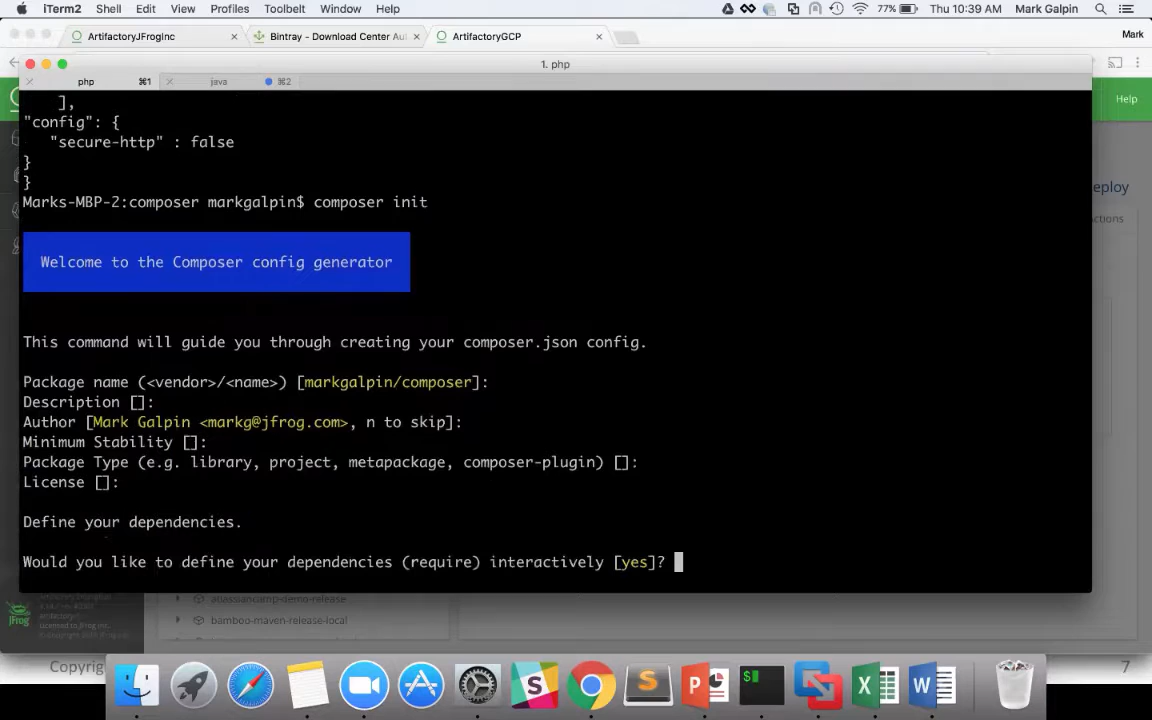 iTerm2 Shell Edit View Profiles Toolbelt Window Help 77% Thu 10:39 AM Mark Galpin
ArtifactoryJFrogInc × Bintray - Download Center Au × ArtifactoryGCP × Mark
1. php
× php ⌘1 × java ⌘2
Help
],
"config": {
"secure-http" : false
}
}
Marks-MBP-2:composer markgalpin$ composer init
eploy
Welcome to the Composer config generator
This command will guide you through creating your composer.json config.
Package name (<vendor>/<name>) [markgalpin/composer]:
Description []:
Author [Mark Galpin <markg@jfrog.com>, n to skip]:
Minimum Stability []:
Package Type (e.g. library, project, metapackage, composer-plugin) []:
License []:
Define your dependencies.
Would you like to define your dependencies (require) interactively [yes]?
bamboo-maven-release-local
jFrog
Copyrig
7